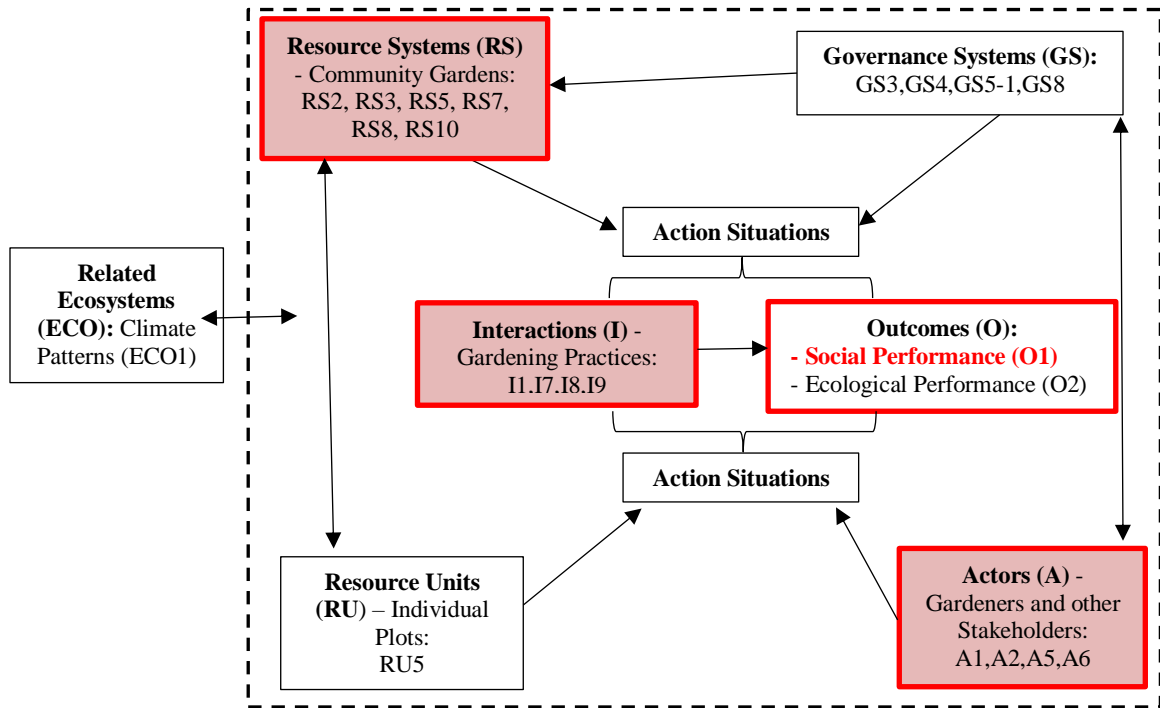 Resource Systems (RS)
- Community Gardens:
RS2, RS3, RS5, RS7,
RS8, RS10
Governance Systems (GS):
GS3,GS4,GS5-1,GS8
Action Situations
Related
Ecosystems
(ECO): Climate
Patterns (ECO1)
Interactions (I) -
Gardening Practices:
I1.I7.I8.I9
Outcomes (O):
- Social Performance (O1)
- Ecological Performance (O2)
Action Situations
Resource Units
(RU) – Individual
Plots:
RU5
Actors (A) -
Gardeners and other
Stakeholders:
A1,A2,A5,A6